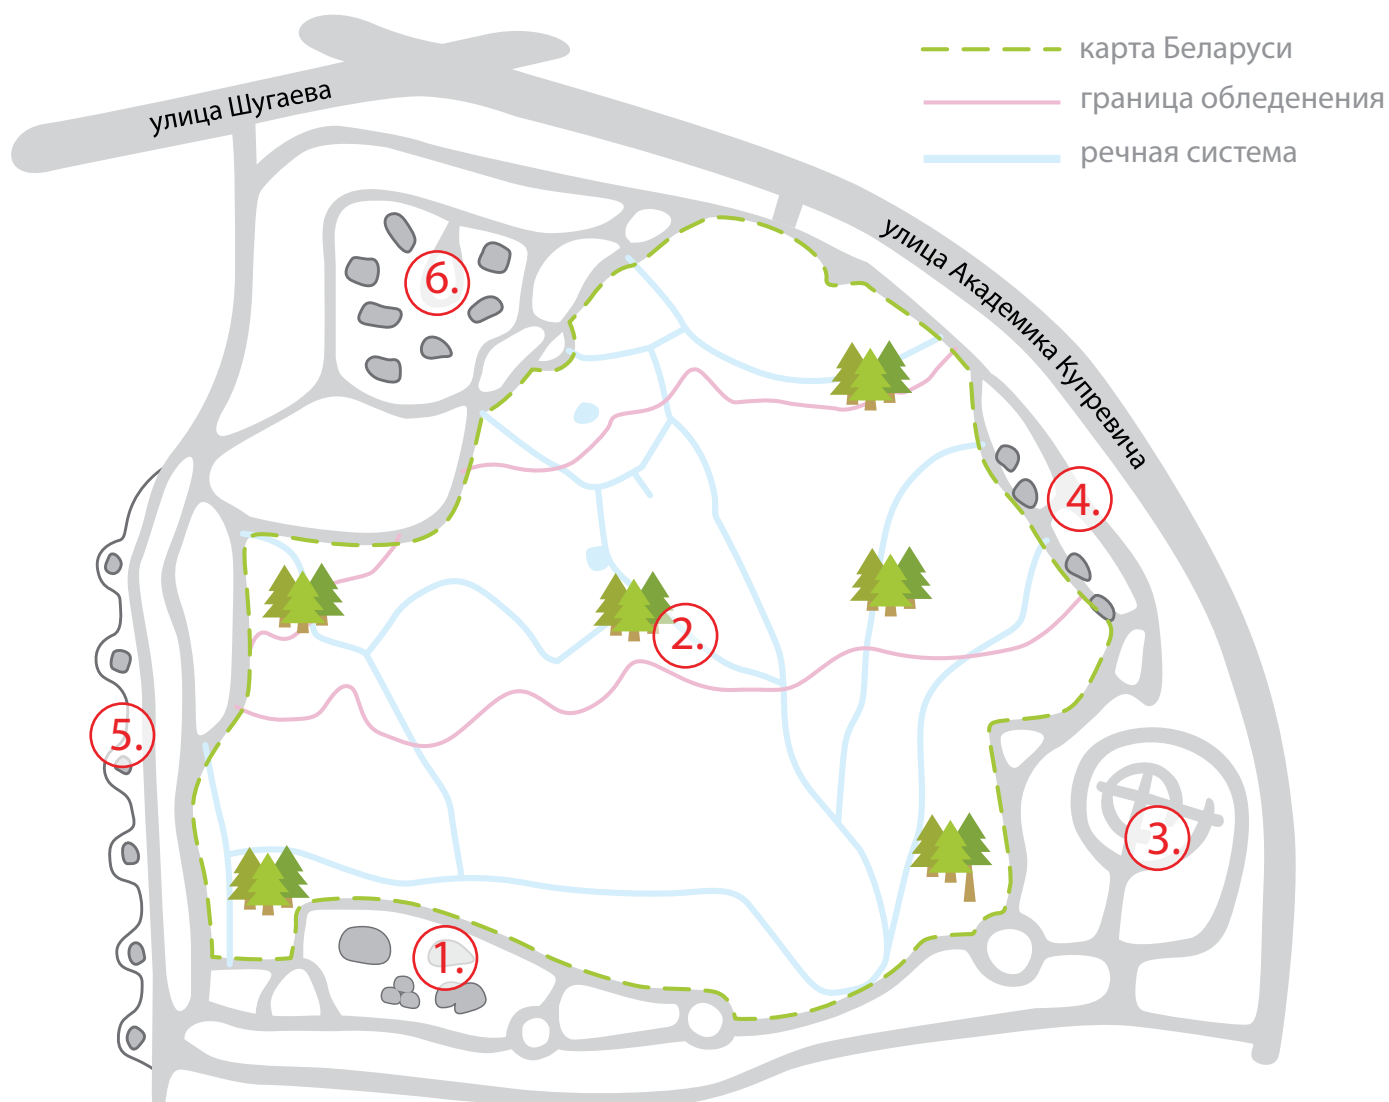 карта Беларуси
граница обледенения
речная система
улица Шугаева
улица Академика Купревича
6.
4.
2.
5.
3.
1.